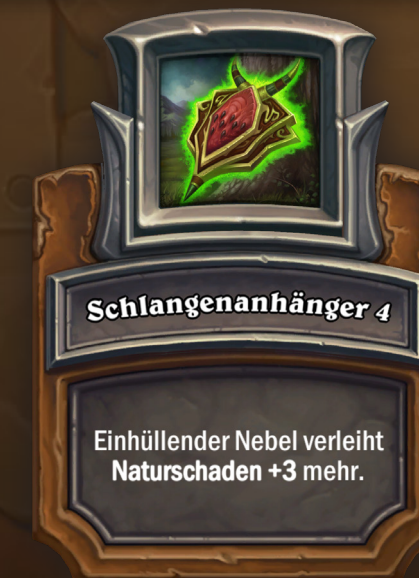 Schlangenanhänger 4
Einhüllender Nebel verleiht
Naturschaden +3 mehr.